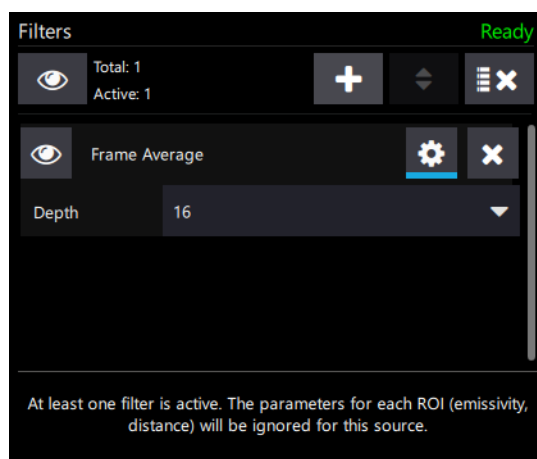 Filters
Ready
Total: 1
Active: 1
Frame Average
Depth
16
At least one filter is active. The parameters for each ROI (emissivity,
distance) will be ignored for this source.